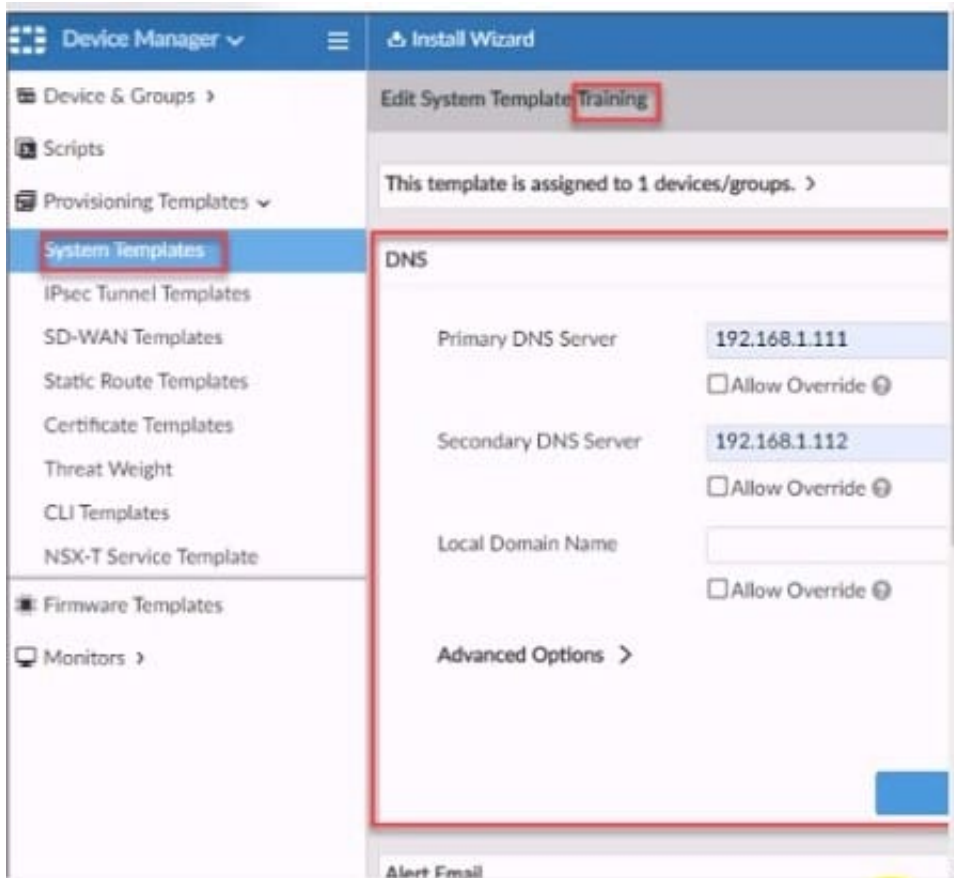 Device Manager
Install Wizard
Device & Groups
Edit System Template Training
Scripts
This template is assigned to 1 devices/groups.
Provisioning Templates
System Templates
DNS
IPsec Tunnel Templates
SD-WAN Templates
Primary DNS Server 192.168.1.111
Static Route Templates
Allow Override
Certificate Templates
Secondary DNS Server 192.168.1.112
Threat Weight
Allow Override
CLI Templates
Local Domain Name
NSX-T Service Template
Allow Override
Firmware Templates
Monitors
Advanced Options
Alert Email